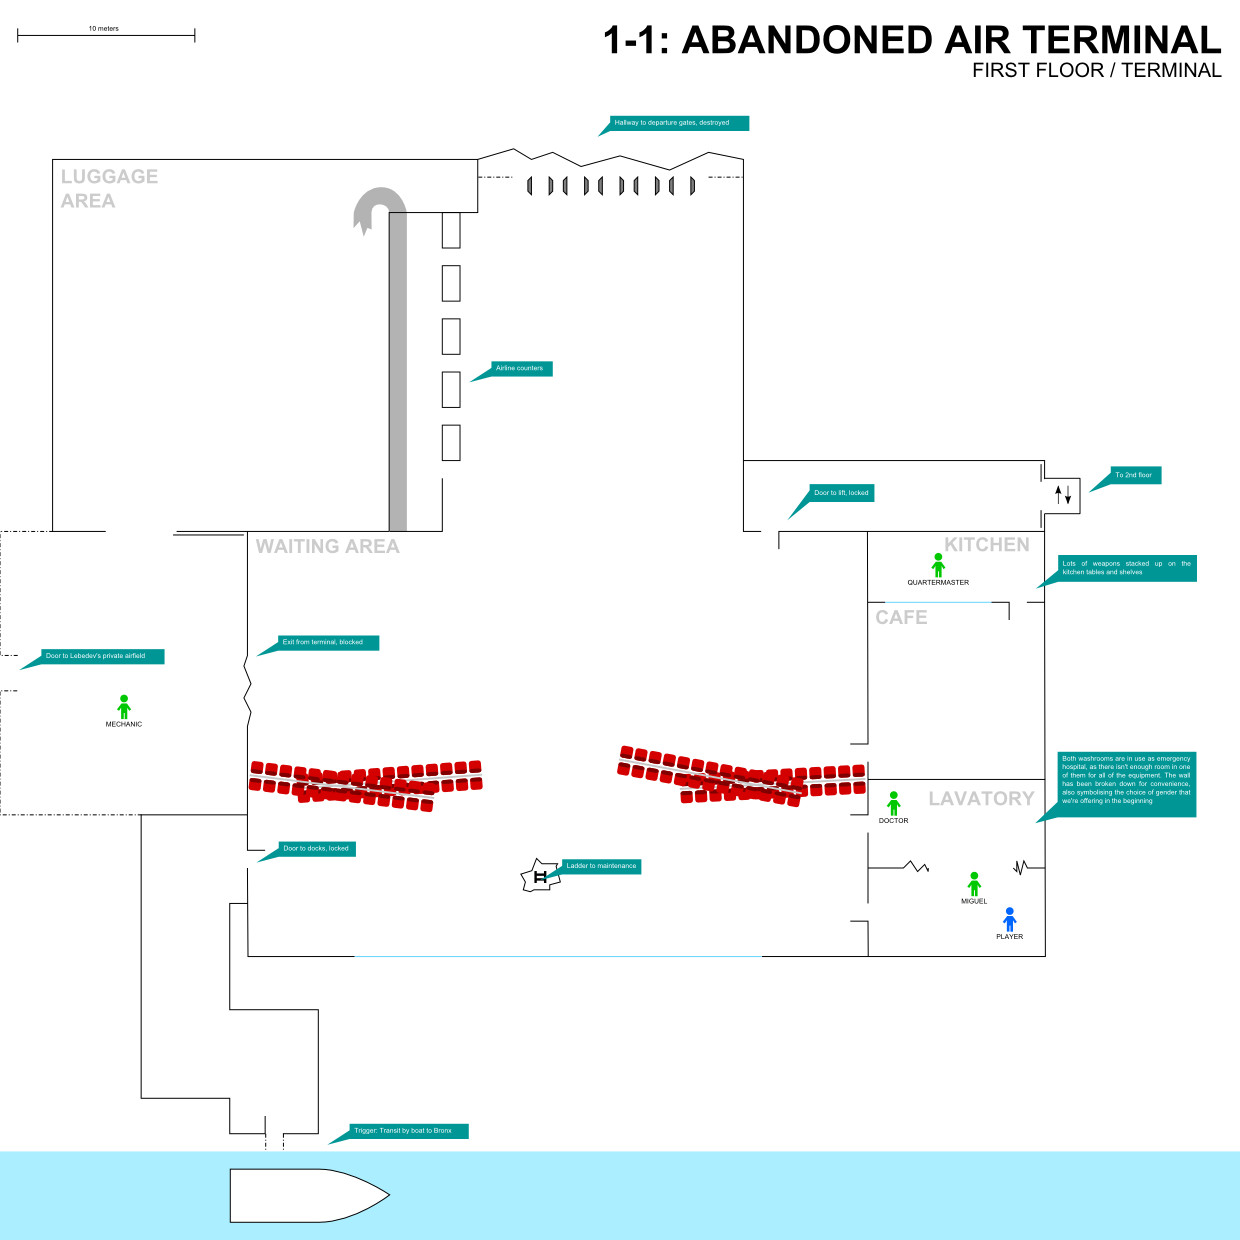 10 meters
1-1: ABANDONED AIR TERMINAL
FIRST FLOOR / TERMINAL
Hallway to departure gates, destroyed
LUGGAGE
AREA
Airline counters
To 2nd floor
Door to lift, locked
WAITING AREA
KITCHEN
QUARTERMASTER
Lots of weapons stacked up on the
kitchen tables and shelves
CAFE
Exit from terminal, blocked
Door to Lebedev's private airfield
MECHANIC
Both washrooms are in use as emergency
hospital, as there isn't enough room in one
of them for all of the equipment. The wall
has been broken down for convenience,
also symbolising the choice of gender that
we're offering in the beginning
LAVATORY
DOCTOR
Door to docks, locked
Ladder to maintenance
MIGUEL
PLAYER
Trigger: Transit by boat to Bronx